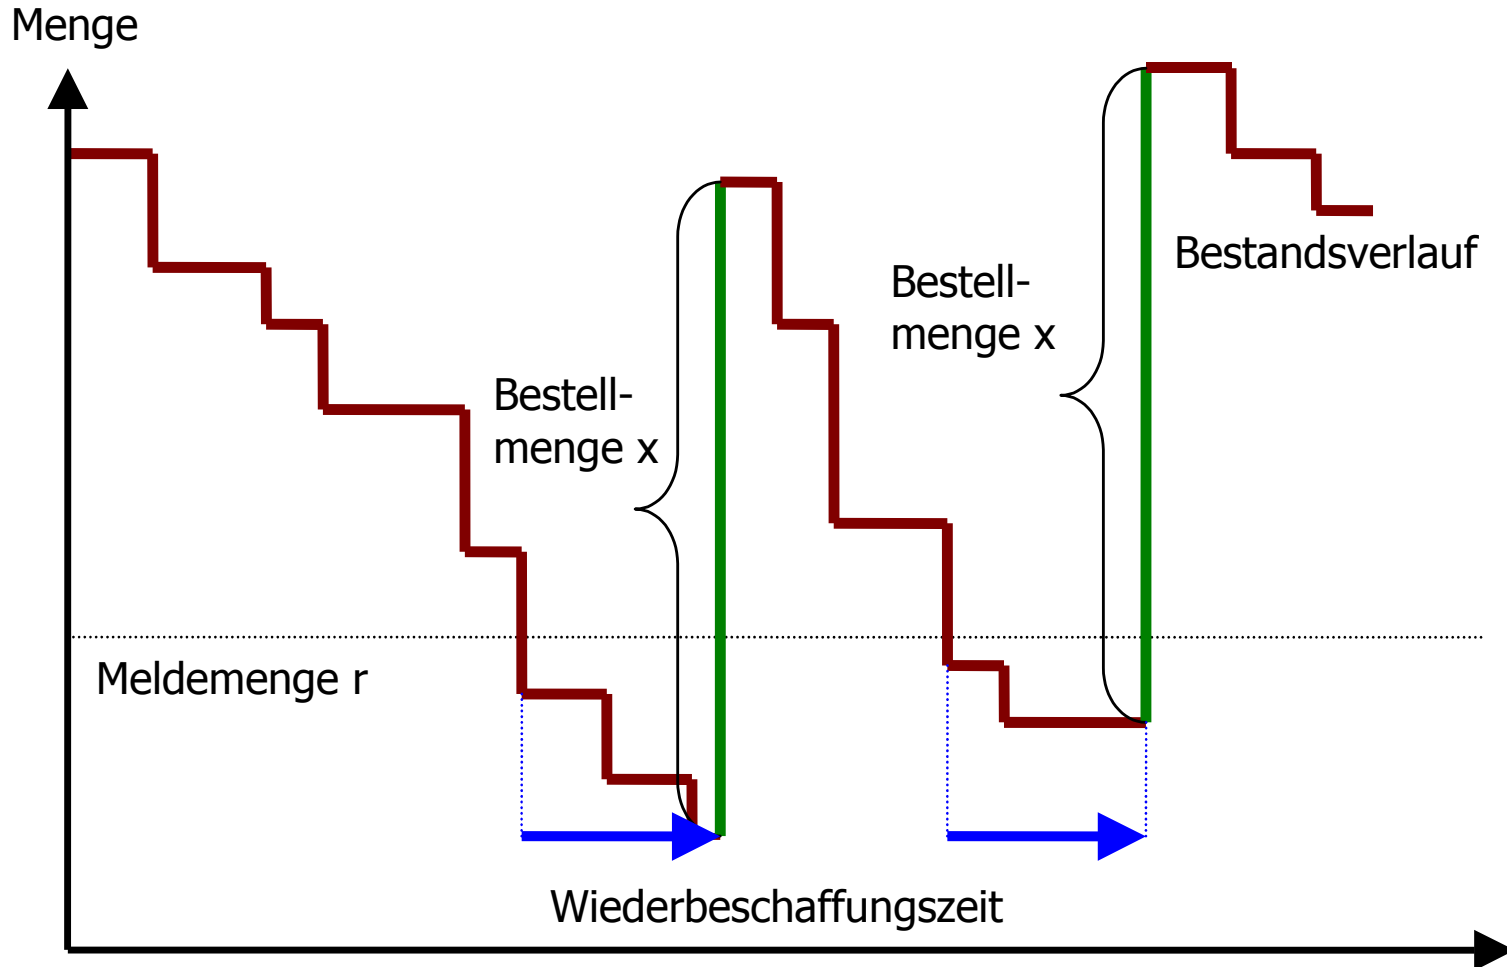 Menge
Bestandsverlauf
Bestell-
menge x
Bestell-
menge x
Meldemenge r
Wiederbeschaffungszeit